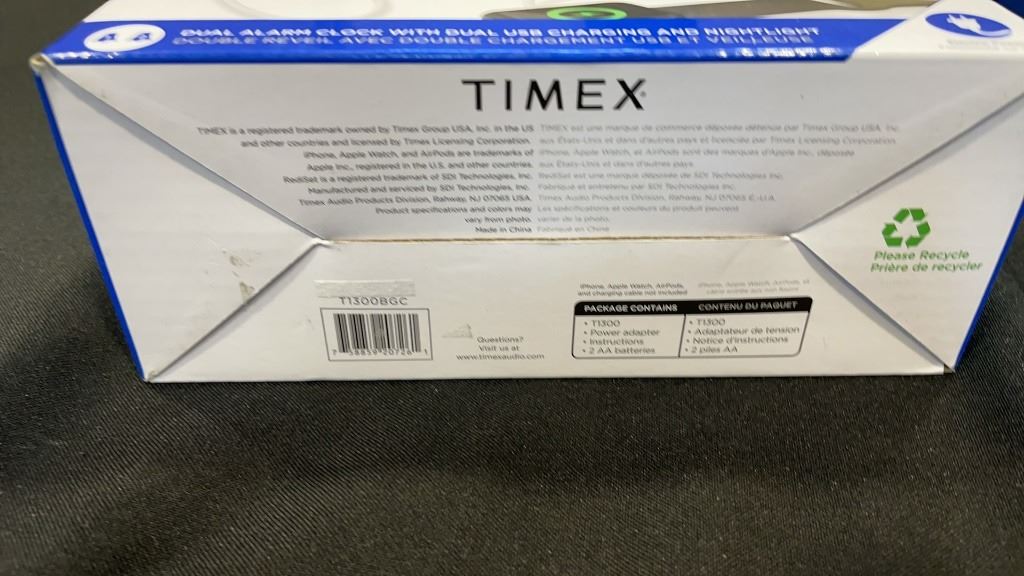 4.4
DUAL ALARM CLOCK WITH DUAL USB CHARGING AND NIGHTLIGHT
DOUBLE RÉVEIL AVEC DOUBLE CHARGEMENT USB ET VEILLEUSE
TIMEX
TIMEX is a registered trademark owned by Timex Group USA, Inc. in the US
and other countries and licensed by Timex Licensing Corporation.
iPhone, Apple Watch, and AirPods are trademarks of
Apple Inc., registered in the U.S. and other countries.
RediSet is a registered trademark of SDI Technologies, Inc.
Manufactured and serviced by SDI Technologies, Inc.
Timex Audio Products Division, Rahway, NJ 07065 USA.
Product specifications and colors may
vary from photo.
Made in China
TIMEX est une marque de commerce déposée détenue par Timex Group USA, Inc.
aux États-Unis et dans d'autres pays et licenciée par Timex Licensing Corporation.
iPhone, Apple Watch, et AirPods sont des marques d'Apple Inc., déposée
aux États-Unis et dans d'autres pays.
RediSet est une marque déposée de SDI Technologies, Inc.
Fabriqué et entretenu par SDI Technologies Inc.
Timex Audio Products Division, Rahway, NJ 07065 É.-U.A.
Les spécifications et couleurs du produit peuvent
varier de la photo.
Fabriqué en Chine
Please Recycle
Prière de recycler
T1300BGC
Questions?
Visit us at
www.timexaudio.com
iPhone, Apple Watch, AirPods,
and charging cable not included
PACKAGE CONTAINS
• T1300
• Power adapter
• Instructions
• 2 AA batteries
CONTENU DU PAQUET
• T1300
• Adaptateur de tension
• Notice d'instructions
• 2 piles AA